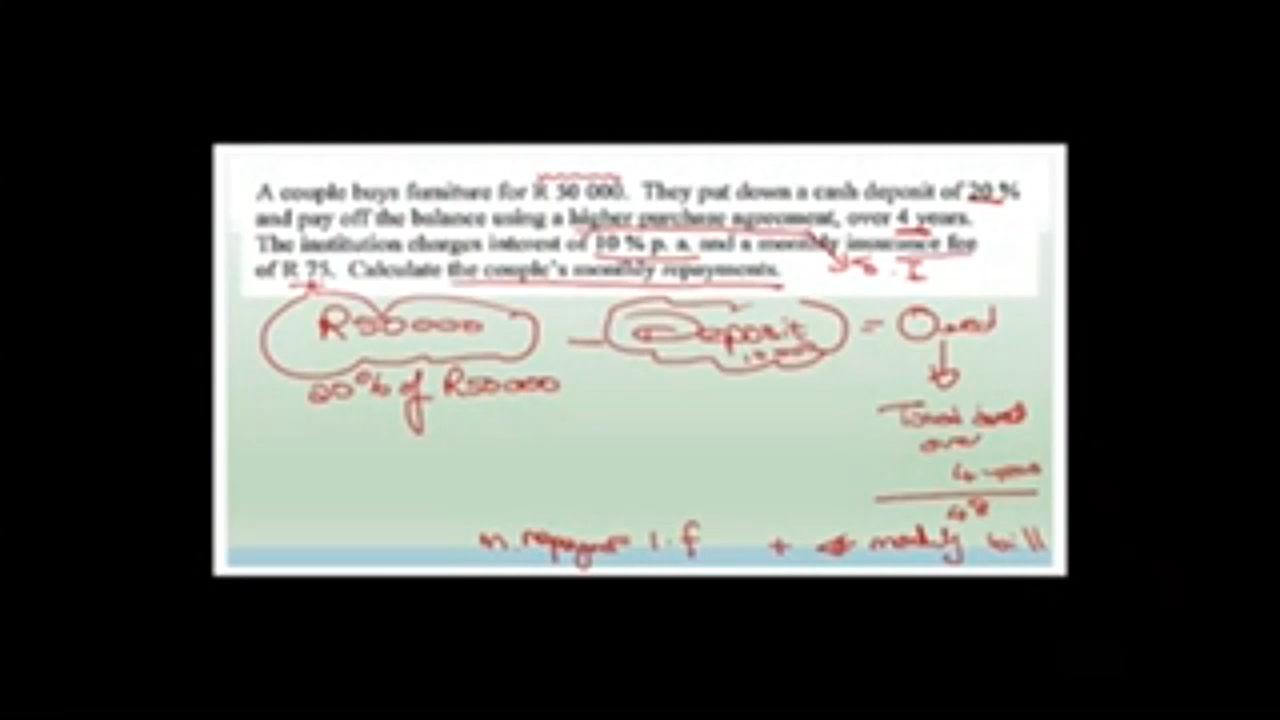 A couple buys furniture for R 50 000. They put down a cash deposit of 20 %
and pay off the balance using a higher purchase agreement, over 4 years.
The institution charges interest of 10 % p. a. and a monthly insurance fee
of R 75. Calculate the couple's monthly repayments.
S. I
R50000 - Deposit = Owed
20% of R50000
Total
over
4 years
48
m. I. f + monthly bill